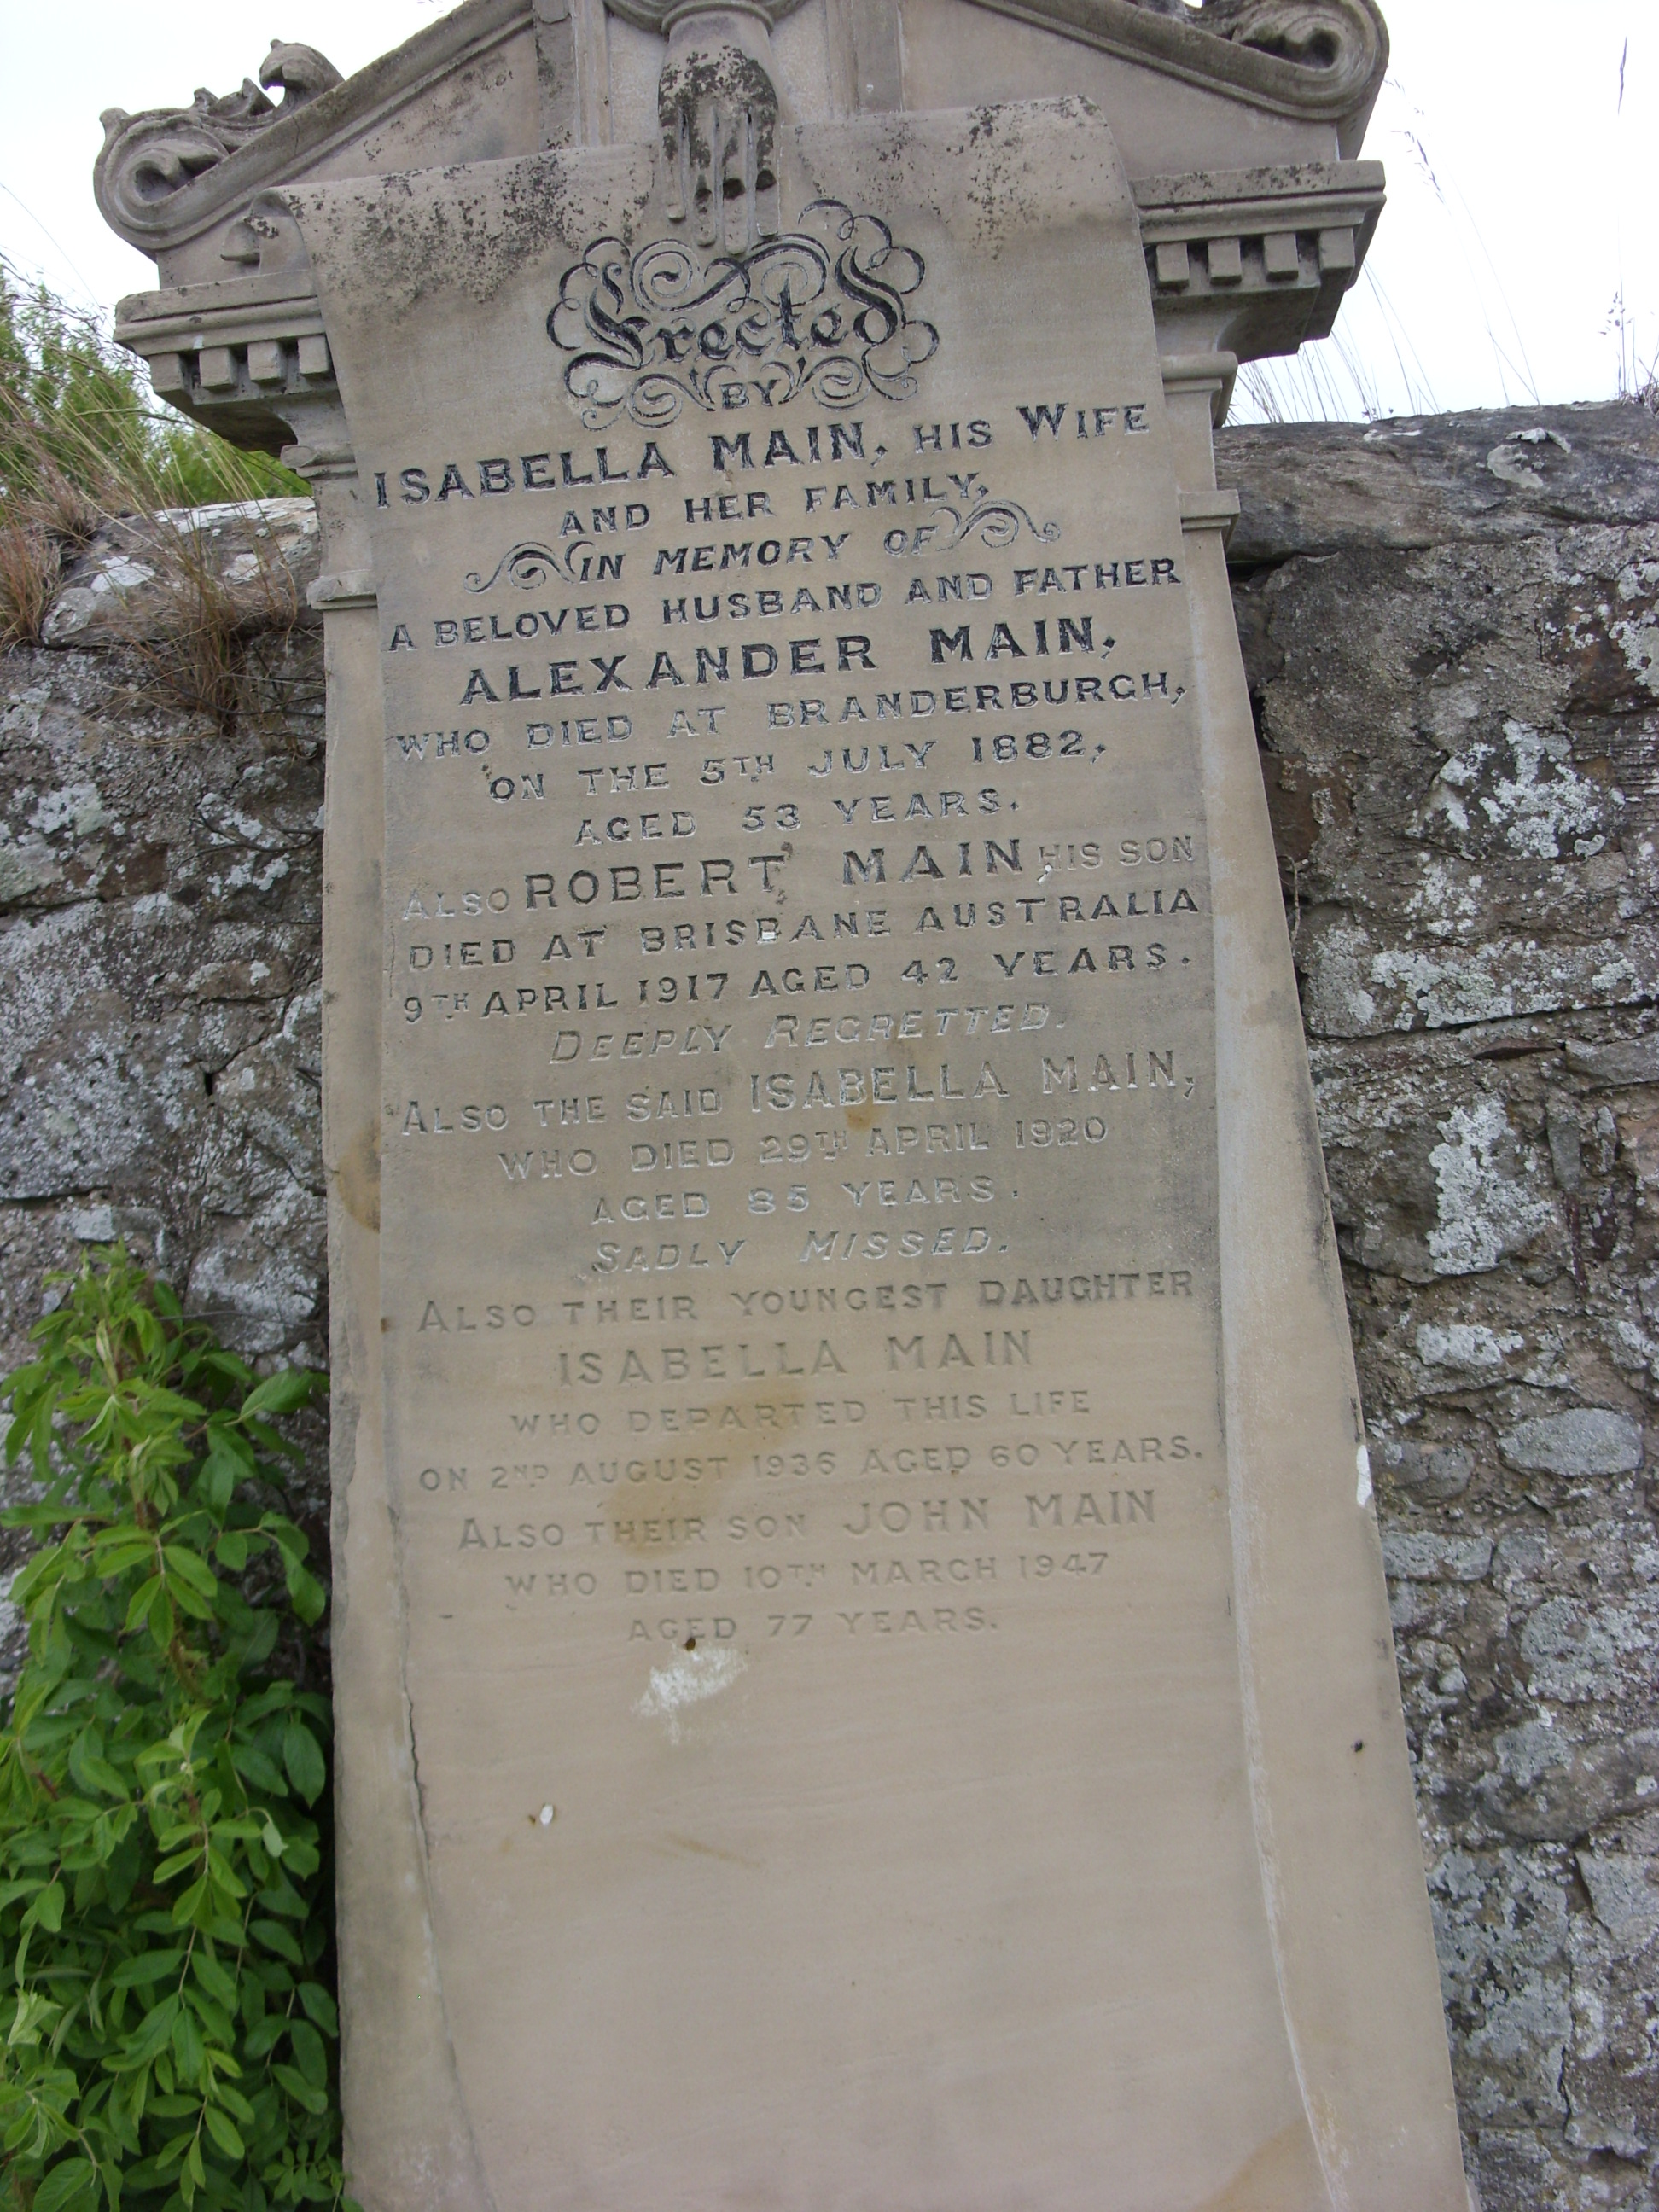 Erected
BY
ISABELLA MAIN, HIS WIFE
AND HER FAMILY,
IN MEMORY OF
A BELOVED HUSBAND AND FATHER
ALEXANDER MAIN,
WHO DIED AT BRANDERBURGH,
ON THE 5TH JULY 1882,
AGED 53 YEARS.
ALSO ROBERT MAIN, HIS SON
DIED AT BRISBANE AUSTRALIA
9TH APRIL 1917 AGED 42 YEARS.
DEEPLY REGRETTED.
ALSO THE SAID ISABELLA MAIN,
WHO DIED 29TH APRIL 1920
AGED 85 YEARS.
SADLY MISSED.
ALSO THEIR YOUNGEST DAUGHTER
ISABELLA MAIN
WHO DEPARTED THIS LIFE
ON 2ND AUGUST 1936 AGED 60 YEARS.
ALSO THEIR SON JOHN MAIN
WHO DIED 10TH MARCH 1947
AGED 77 YEARS.